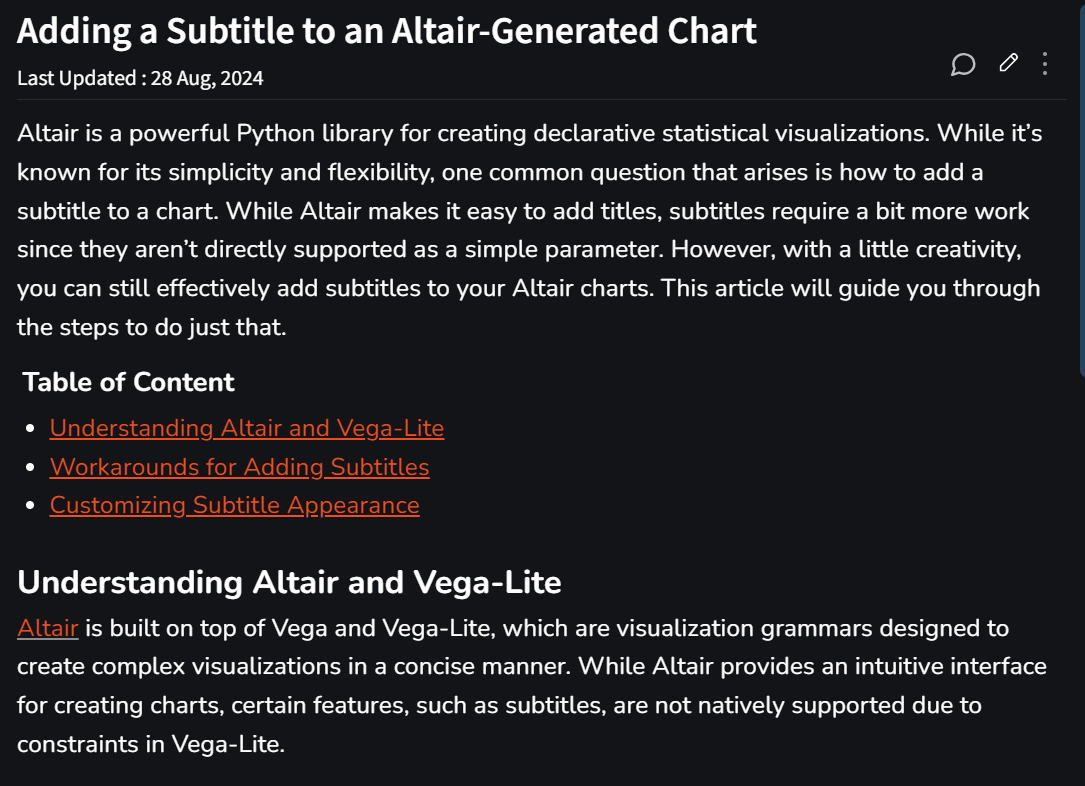 Adding a Subtitle to an Altair-Generated Chart
Last Updated : 28 Aug, 2024
Altair is a powerful Python library for creating declarative statistical visualizations. While it’s
known for its simplicity and flexibility, one common question that arises is how to add a
subtitle to a chart. While Altair makes it easy to add titles, subtitles require a bit more work
since they aren’t directly supported as a simple parameter. However, with a little creativity,
you can still effectively add subtitles to your Altair charts. This article will guide you through
the steps to do just that.
Table of Content
Understanding Altair and Vega-Lite
Workarounds for Adding Subtitles
Customizing Subtitle Appearance
Understanding Altair and Vega-Lite
Altair is built on top of Vega and Vega-Lite, which are visualization grammars designed to
create complex visualizations in a concise manner. While Altair provides an intuitive interface
for creating charts, certain features, such as subtitles, are not natively supported due to
constraints in Vega-Lite.